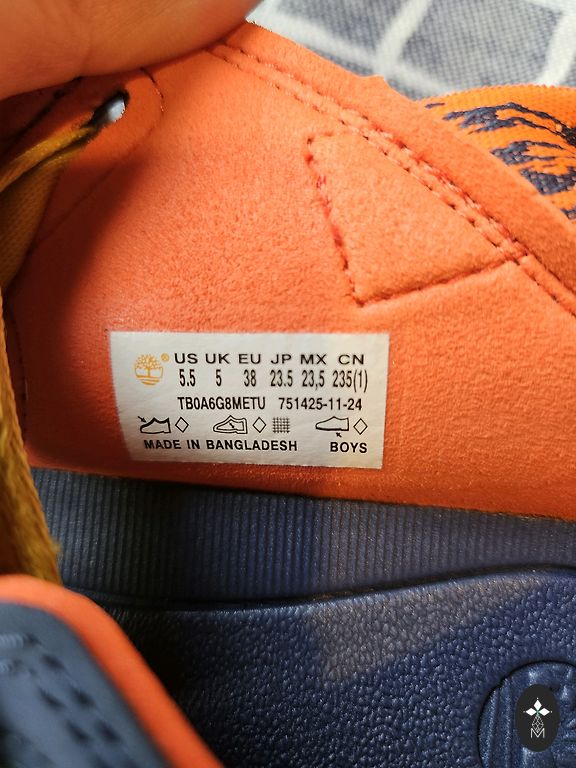 ® US UK EU JP MX CN
5.5 5 38 23.5 23,5 235(1)
TB0A6G8METU 751425-11-24
MADE IN BANGLADESH BOYS
M